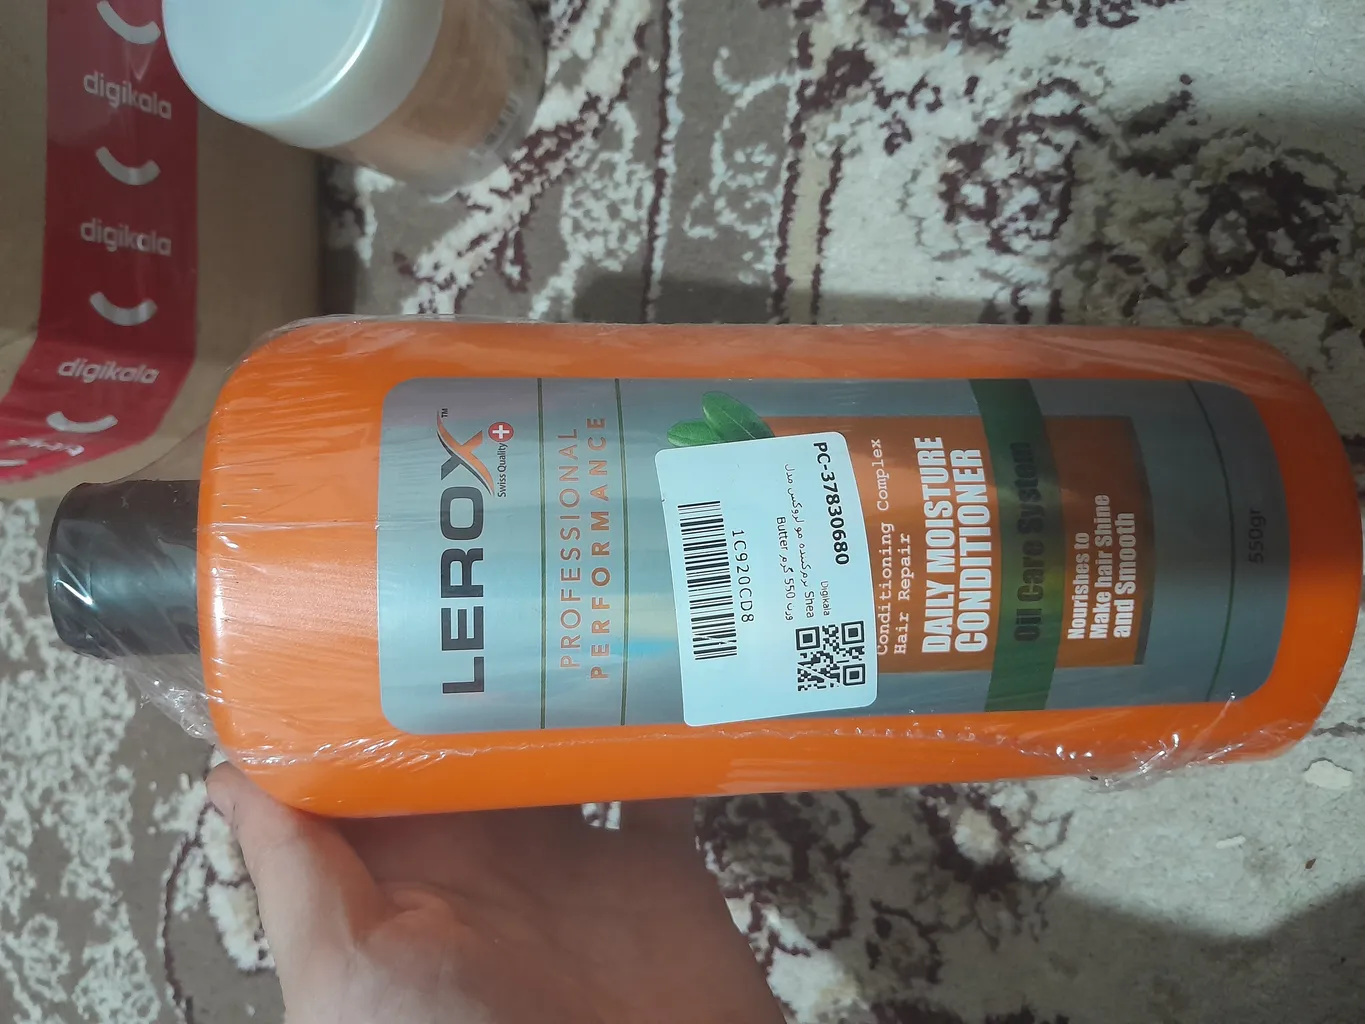 digikala
digikala
digikala
LEROX™
Swiss Quality
PROFESSIONAL
PERFORMANCE
PC-37830680
Digikala
نرم‌کننده مو لروکس مدل Shea
Butter وزن 550 گرم
1C920CD8
Conditioning Complex
Hair Repair
DAILY MOISTURE
CONDITIONER
Oil Care System
Nourishes to
Make hair Shine
and Smooth
550gr